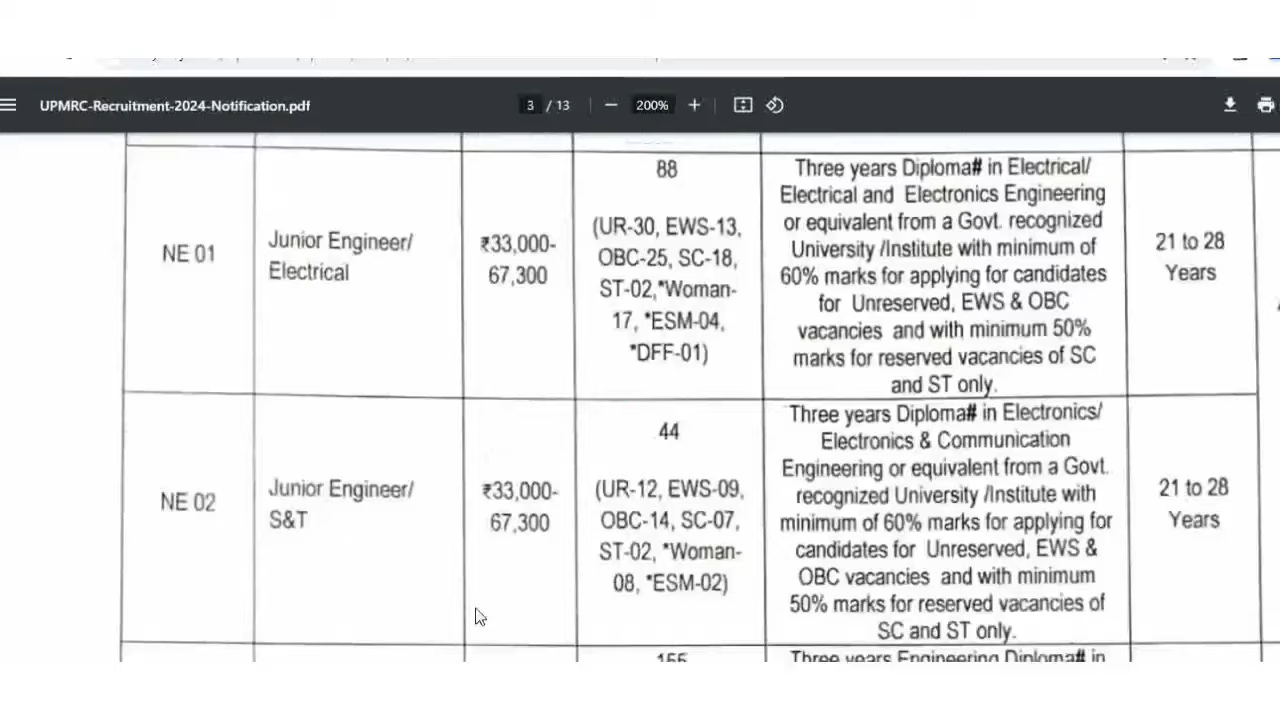 UPMRC-Recruitment-2024-Notification.pdf
3 / 13
200%
NE 01
Junior Engineer/
Electrical
₹33,000-
67,300
88
(UR-30, EWS-13,
OBC-25, SC-18,
ST-02,*Woman-
17, *ESM-04,
*DFF-01)
Three years Diploma# in Electrical/
Electrical and Electronics Engineering
or equivalent from a Govt. recognized
University /Institute with minimum of
60% marks for applying for candidates
for Unreserved, EWS & OBC
vacancies and with minimum 50%
marks for reserved vacancies of SC
and ST only.
21 to 28
Years
NE 02
Junior Engineer/
S&T
₹33,000-
67,300
44
(UR-12, EWS-09,
OBC-14, SC-07,
ST-02, *Woman-
08, *ESM-02)
Three years Diploma# in Electronics/
Electronics & Communication
Engineering or equivalent from a Govt.
recognized University /Institute with
minimum of 60% marks for applying for
candidates for Unreserved, EWS &
OBC vacancies and with minimum
50% marks for reserved vacancies of
SC and ST only.
21 to 28
Years
Three years Engineering Diploma# in